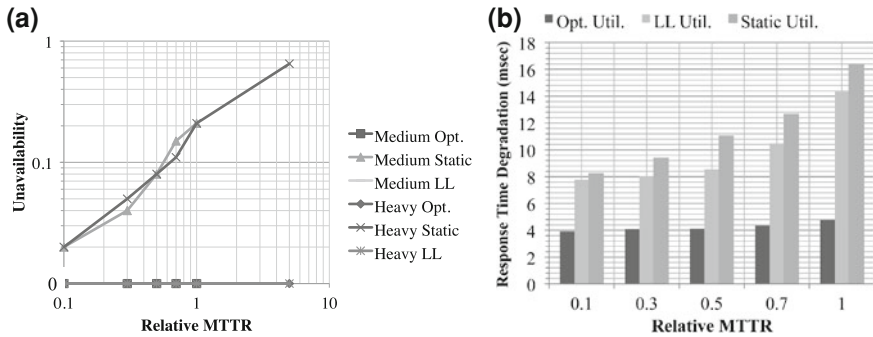 (a)
1
0.1
0
0.1
1
10
Unavailability
Relative MTTR
Medium Opt.
Medium Static
Medium LL
Heavy Opt.
Heavy Static
Heavy LL
(b)
Opt. Util.
LL Util.
Static Util.
18
16
14
12
10
8
6
4
2
0
0.1
0.3
0.5
0.7
1
Response Time Degradation (msec)
Relative MTTR